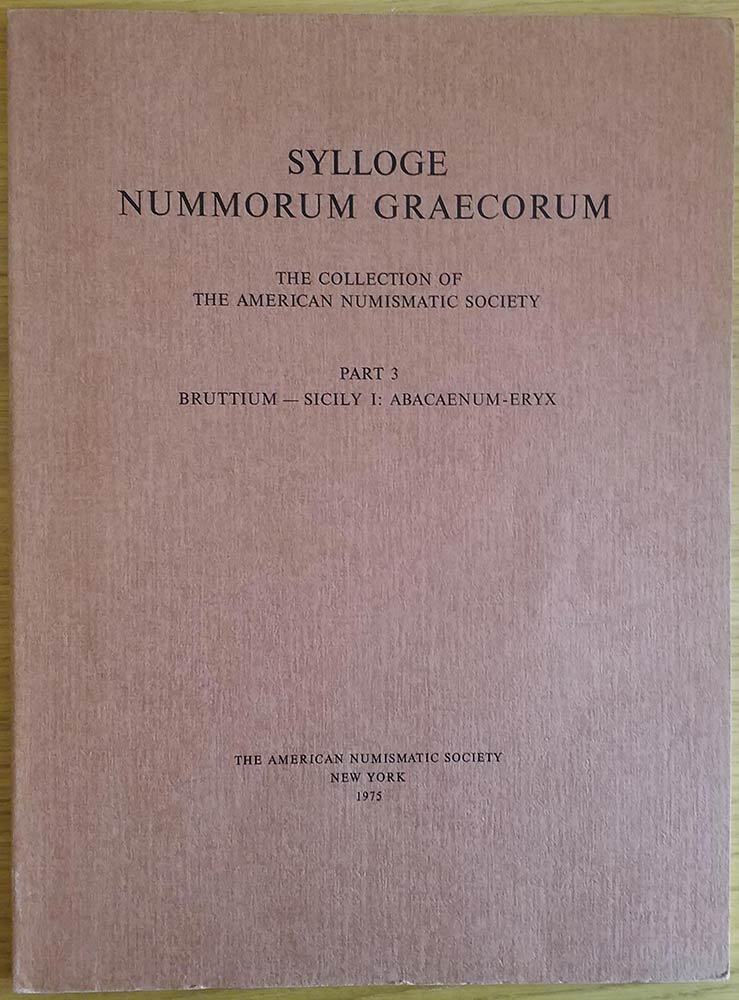 SYLLOGE
NUMMORUM GRAECORUM
THE COLLECTION OF
THE AMERICAN NUMISMATIC SOCIETY
PART 3
BRUTTIUM — SICILY I: ABACAENUM-ERYX
THE AMERICAN NUMISMATIC SOCIETY
NEW YORK
1975